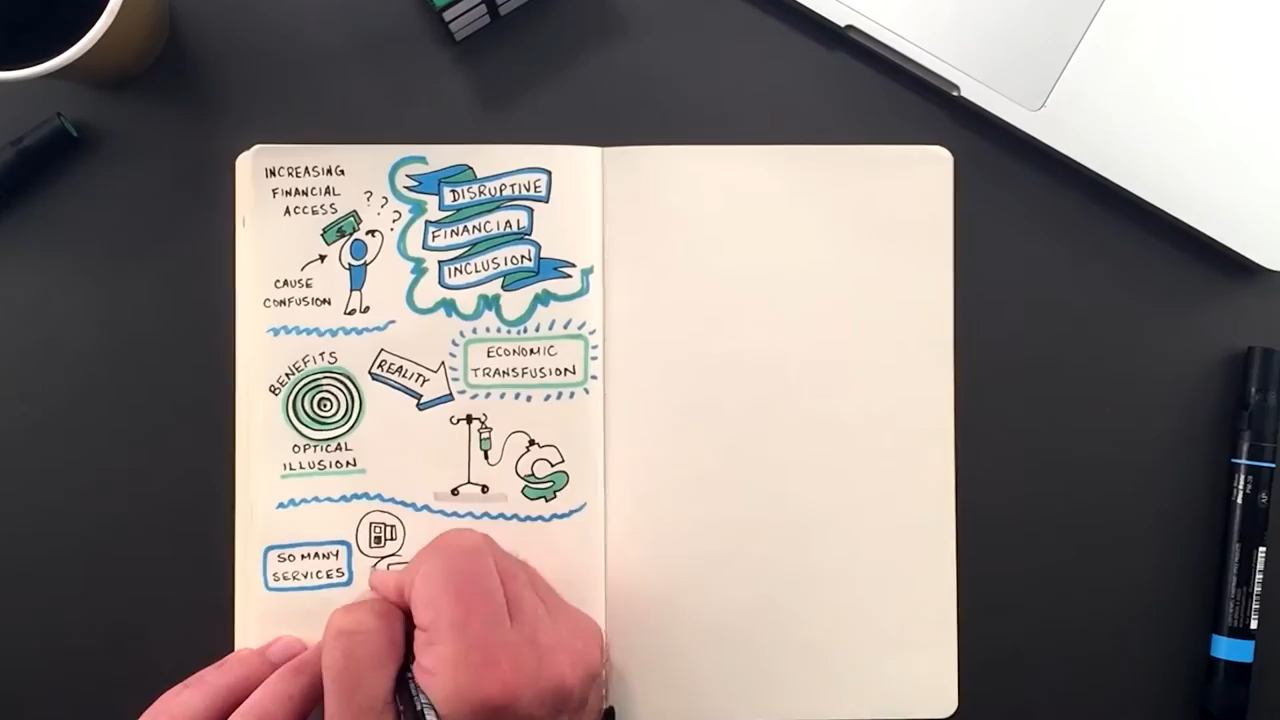 INCREASING
FINANCIAL
ACCESS
???
$
CAUSE
CONFUSION
DISRUPTIVE
FINANCIAL
INCLUSION
BENEFITS
OPTICAL
ILLUSION
REALITY
ECONOMIC
TRANSFUSION
$
SO MANY
SERVICES